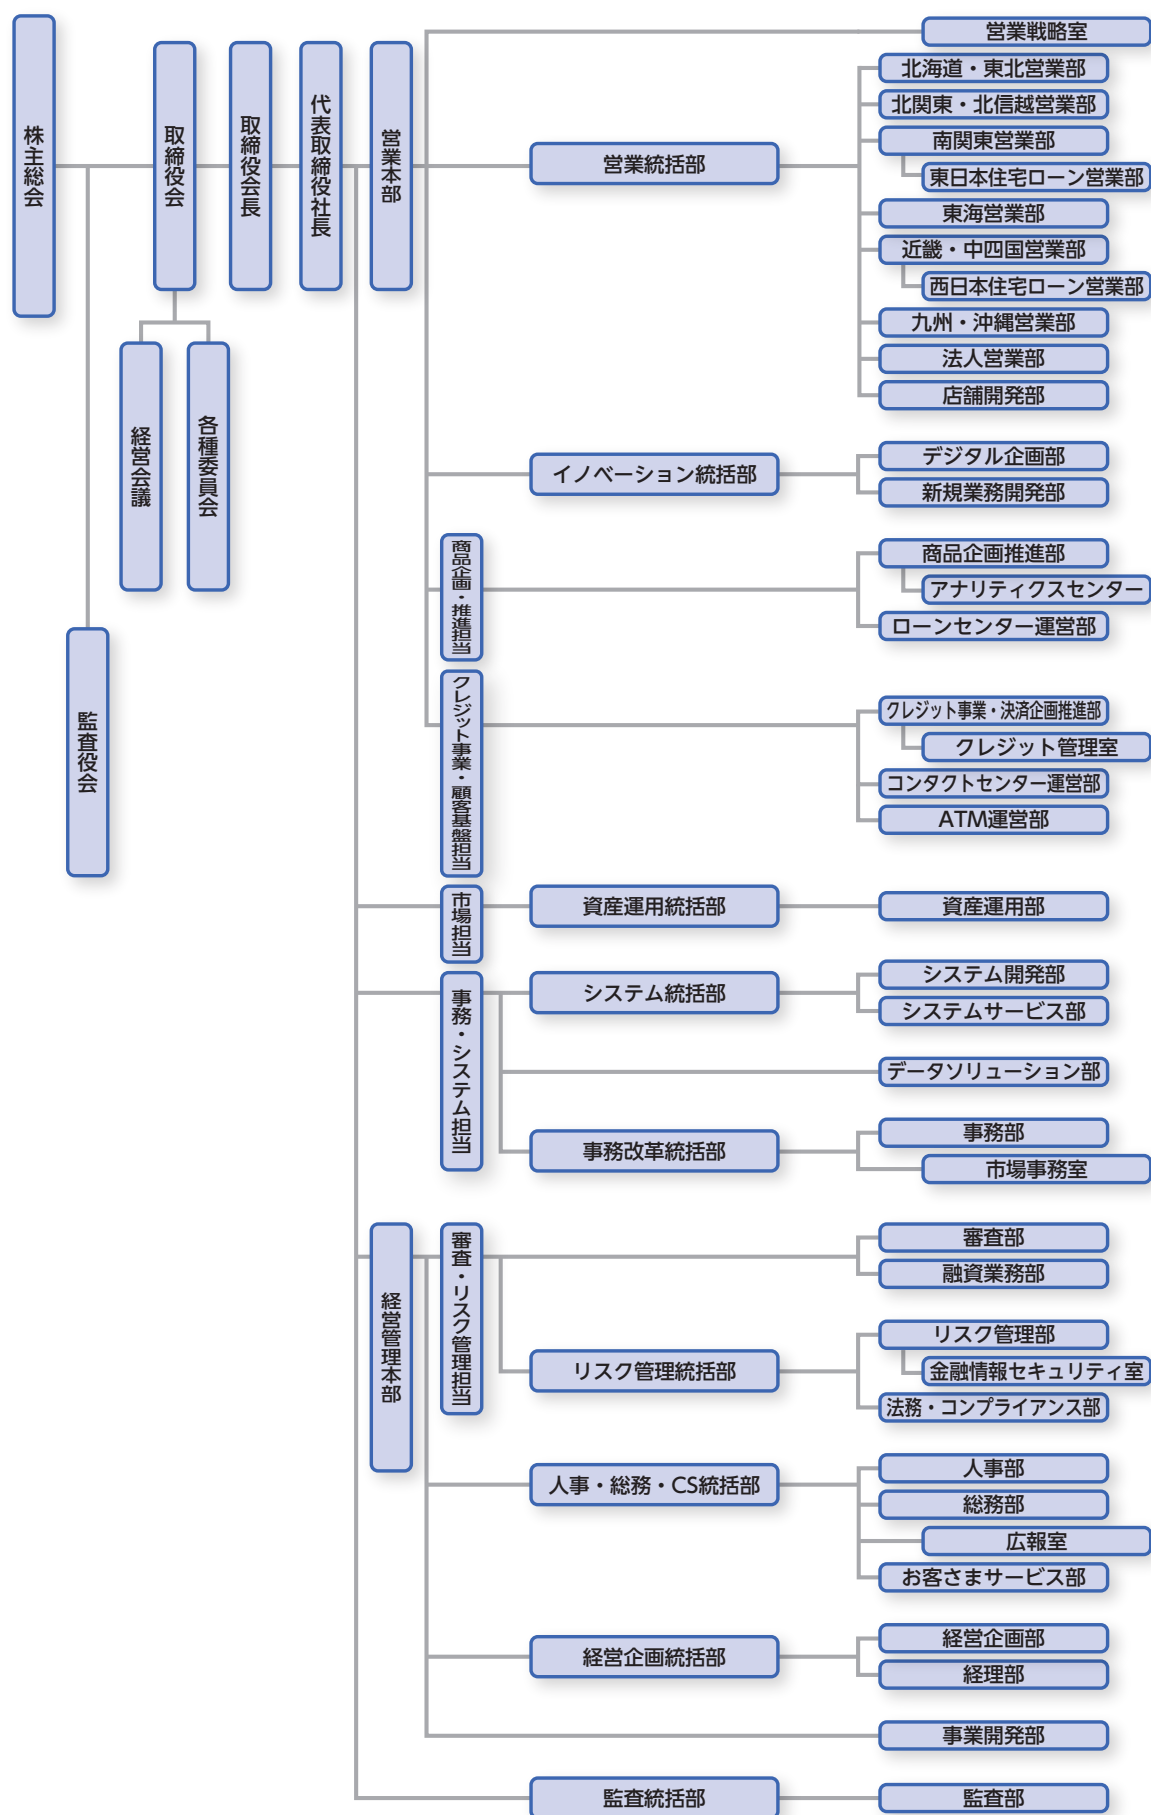 株主総会
取締役会
取締役会長
代表取締役社長
営業本部
経営会議
各種委員会
監査役会
営業戦略室
営業統括部
北海道・東北営業部
北関東・北信越営業部
南関東営業部
東日本住宅ローン営業部
東海営業部
近畿・中四国営業部
西日本住宅ローン営業部
九州・沖縄営業部
法人営業部
店舗開発部
イノベーション統括部
デジタル企画部
新規業務開発部
商品企画・推進担当
商品企画推進部
アナリティクスセンター
ローンセンター運営部
クレジット事業・顧客基盤担当
クレジット事業・決済企画推進部
クレジット管理室
コンタクトセンター運営部
ATM運営部
市場担当
資産運用統括部
資産運用部
事務・システム担当
システム統括部
システム開発部
システムサービス部
データソリューション部
事務改革統括部
事務部
市場事務室
経営管理本部
審査・リスク管理担当
審査部
融資業務部
リスク管理統括部
リスク管理部
金融情報セキュリティ室
法務・コンプライアンス部
人事・総務・CS統括部
人事部
総務部
広報室
お客さまサービス部
経営企画統括部
経営企画部
経理部
事業開発部
監査統括部
監査部